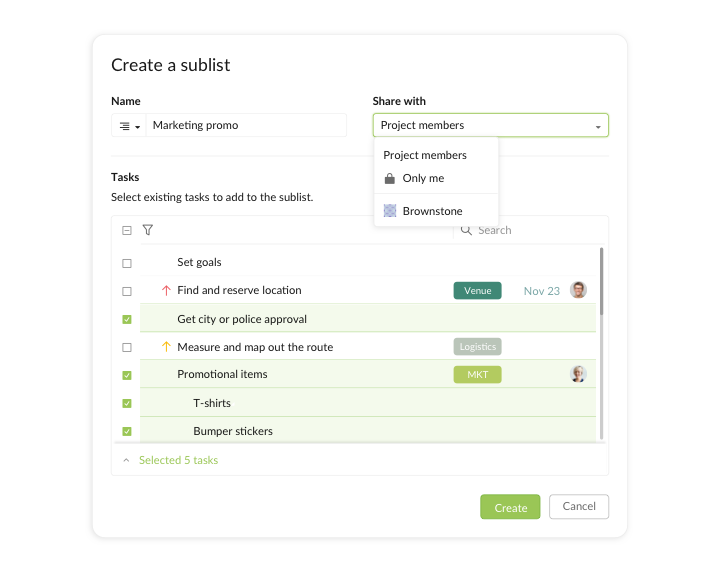 Create a sublist
Name
Share with
Marketing promo
Project members
Project members
Only me
Brownstone
Tasks
Select existing tasks to add to the sublist.
Search
Set goals
Find and reserve location Venue Nov 23
Get city or police approval
Measure and map out the route Logistics
Promotional items MKT
T-shirts
Bumper stickers
Selected 5 tasks
Create
Cancel